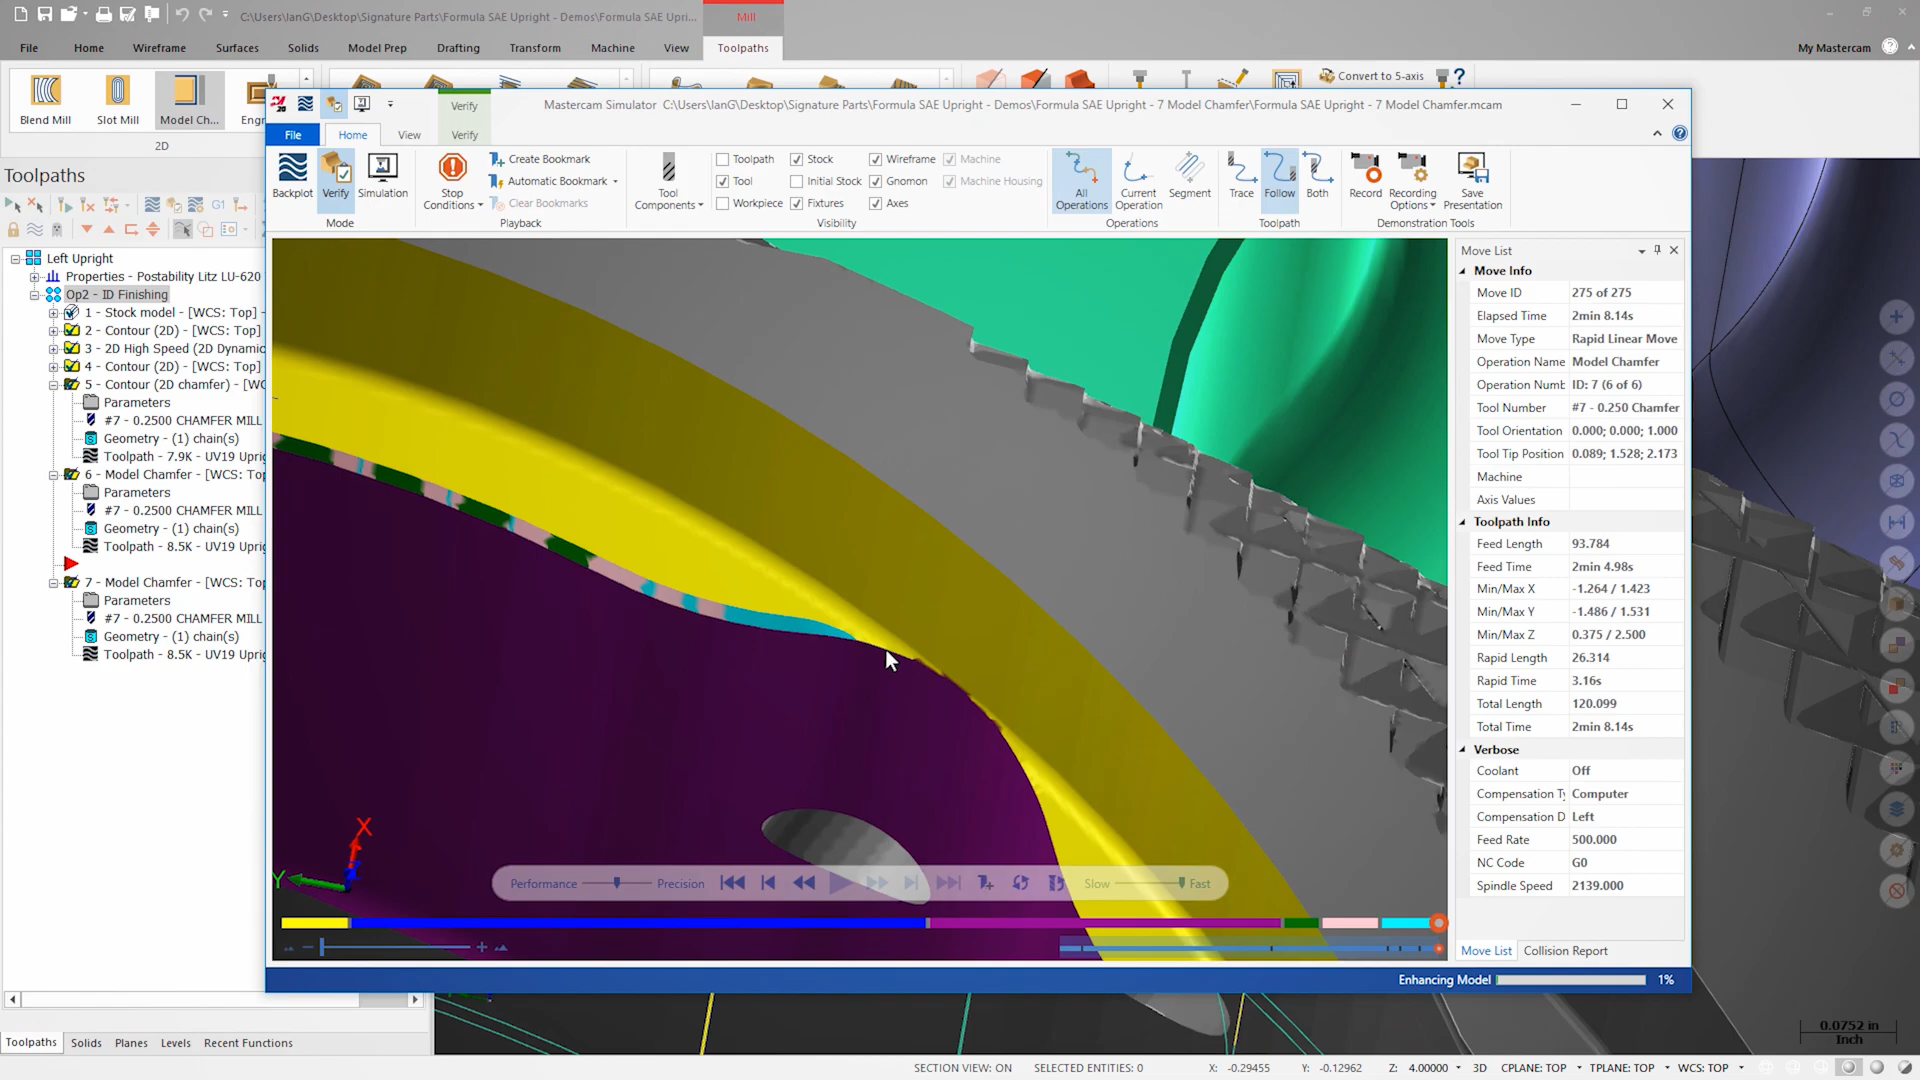 C:\Users\IanG\Desktop\Signature Parts\Formula SAE Upright - Demos\Formula SAE Upri...
Mill
File
Home
Wireframe
Surfaces
Solids
Model Prep
Drafting
Transform
Machine
View
Toolpaths
My Mastercam
Blend Mill
Slot Mill
Model Ch...
Engr
2D
Convert to 5-axis
Verify
Mastercam Simulator C:\Users\IanG\Desktop\Signature Parts\Formula SAE Upright - Demos\Formula SAE Upright - 7 Model Chamfer\Formula SAE Upright - 7 Model Chamfer.mcam
File
Home
View
Verify
Backplot
Verify
Simulation
Mode
Stop Conditions
Create Bookmark
Automatic Bookmark
Clear Bookmarks
Playback
Tool Components
Toolpath
Stock
Wireframe
Machine
Tool
Initial Stock
Gnomon
Machine Housing
Workpiece
Fixtures
Axes
Visibility
All Operations
Current Operation
Segment
Operations
Trace
Follow
Both
Toolpath
Record
Recording Options
Save Presentation
Demonstration Tools
Toolpaths
G1
Left Upright
Properties - Postability Litz LU-620
Op2 - ID Finishing
1 - Stock model - [WCS: Top]
2 - Contour (2D) - [WCS: Top]
3 - 2D High Speed (2D Dynamic
4 - Contour (2D) - [WCS: Top]
5 - Contour (2D chamfer) - [WC
Parameters
#7 - 0.2500 CHAMFER MILL
Geometry - (1) chain(s)
Toolpath - 7.9K - UV19 Upri
6 - Model Chamfer - [WCS: Top
Parameters
#7 - 0.2500 CHAMFER MILL
Geometry - (1) chain(s)
Toolpath - 8.5K - UV19 Upri
7 - Model Chamfer - [WCS: Top
Parameters
#7 - 0.2500 CHAMFER MILL
Geometry - (1) chain(s)
Toolpath - 8.5K - UV19 Upri
Move List
Move Info
Move ID 275 of 275
Elapsed Time 2min 8.14s
Move Type Rapid Linear Move
Operation Name Model Chamfer
Operation Numt ID: 7 (6 of 6)
Tool Number #7 - 0.250 Chamfer
Tool Orientation 0.000; 0.000; 1.000
Tool Tip Position 0.089; 1.528; 2.173
Machine
Axis Values
Toolpath Info
Feed Length 93.784
Feed Time 2min 4.98s
Min/Max X -1.264 / 1.423
Min/Max Y -1.486 / 1.531
Min/Max Z 0.375 / 2.500
Rapid Length 26.314
Rapid Time 3.16s
Total Length 120.099
Total Time 2min 8.14s
Verbose
Coolant Off
Compensation Ty Computer
Compensation D Left
Feed Rate 500.000
NC Code G0
Spindle Speed 2139.000
Move List
Collision Report
X
Y
Performance
Precision
Slow
Fast
Enhancing Model
1%
0.0752 in
Inch
Toolpaths
Solids
Planes
Levels
Recent Functions
SECTION VIEW: ON
SELECTED ENTITIES: 0
X: -0.29455
Y: -0.12962
Z: 4.00000
3D
CPLANE: TOP
TPLANE: TOP
WCS: TOP